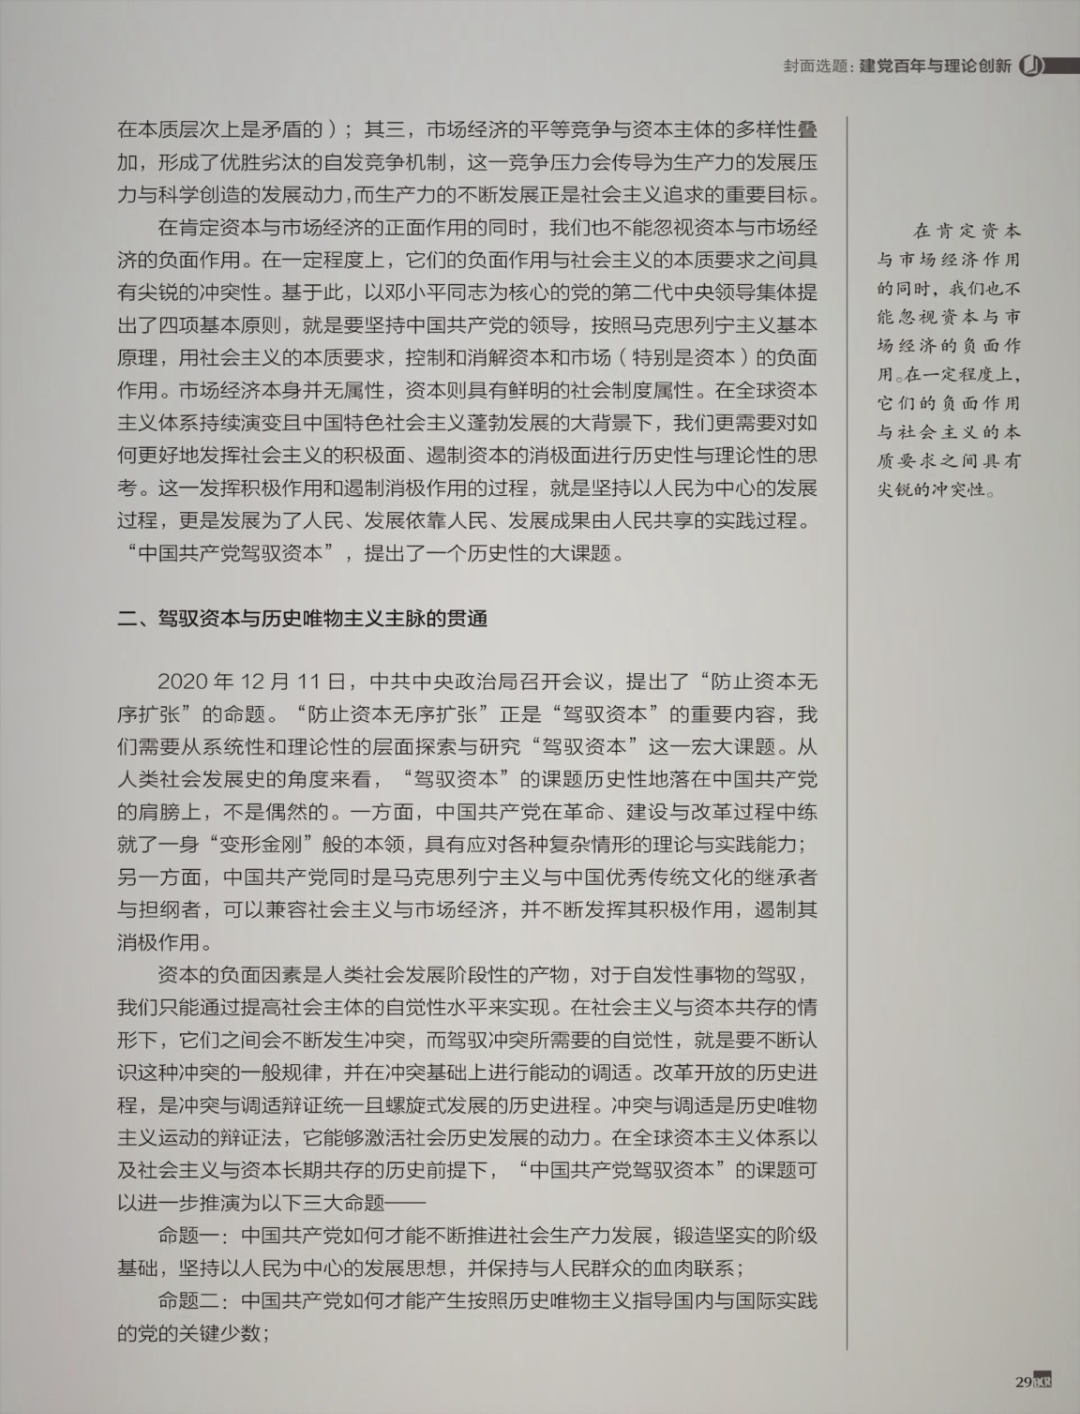 封面选题：建党百年与理论创新
在本质层次上是矛盾的）；其三，市场经济的平等竞争与资本主体的多样性叠
加，形成了优胜劣汰的自发竞争机制，这一竞争压力会传导为生产力的发展压
力与科学创造的发展动力，而生产力的不断发展正是社会主义追求的重要目标。
在肯定资本与市场经济的正面作用的同时，我们也不能忽视资本与市场经
济的负面作用。在一定程度上，它们的负面作用与社会主义的本质要求之间具
有尖锐的冲突性。基于此，以邓小平同志为核心的党的第二代中央领导集体提
出了四项基本原则，就是要坚持中国共产党的领导，按照马克思列宁主义基本
原理，用社会主义的本质要求，控制和消解资本和市场（特别是资本）的负面
作用。市场经济本身并无属性，资本则具有鲜明的社会制度属性。在全球资本
主义体系持续演变且中国特色社会主义蓬勃发展的大背景下，我们更需要对如
何更好地发挥社会主义的积极面、遏制资本的消极面进行历史性与理论性的思
考。这一发挥积极作用和遏制消极作用的过程，就是坚持以人民为中心的发展
过程，更是发展为了人民、发展依靠人民、发展成果由人民共享的实践过程。
“中国共产党驾驭资本”，提出了一个历史性的大课题。
二、驾驭资本与历史唯物主义主脉的贯通
2020 年 12 月 11 日，中共中央政治局召开会议，提出了“防止资本无
序扩张”的命题。“防止资本无序扩张”正是“驾驭资本”的重要内容，我
们需要从系统性和理论性的层面探索与研究“驾驭资本”这一宏大课题。从
人类社会发展史的角度来看，“驾驭资本”的课题历史性地落在中国共产党
的肩膀上，不是偶然的。一方面，中国共产党在革命、建设与改革过程中练
就了一身“变形金刚”般的本领，具有应对各种复杂情形的理论与实践能力；
另一方面，中国共产党同时是马克思列宁主义与中国优秀传统文化的继承者
与担纲者，可以兼容社会主义与市场经济，并不断发挥其积极作用，遏制其
消极作用。
资本的负面因素是人类社会发展阶段性的产物，对于自发性事物的驾驭，
我们只能通过提高社会主体的自觉性水平来实现。在社会主义与资本共存的情
形下，它们之间会不断发生冲突，而驾驭冲突所需要的自觉性，就是要不断认
识这种冲突的一般规律，并在冲突基础上进行能动的调适。改革开放的历史进
程，是冲突与调适辩证统一且螺旋式发展的历史进程。冲突与调适是历史唯物
主义运动的辩证法，它能够激活社会历史发展的动力。在全球资本主义体系以
及社会主义与资本长期共存的历史前提下，“中国共产党驾驭资本”的课题可
以进一步推演为以下三大命题——
命题一：中国共产党如何才能不断推进社会生产力发展，锻造坚实的阶级
基础，坚持以人民为中心的发展思想，并保持与人民群众的血肉联系；
命题二：中国共产党如何才能产生按照历史唯物主义指导国内与国际实践
的党的关键少数；
在肯定资本
与市场经济作用
的同时，我们也不
能忽视资本与市
场经济的负面作
用。在一定程度上，
它们的负面作用
与社会主义的本
质要求之间具有
尖锐的冲突性。
29